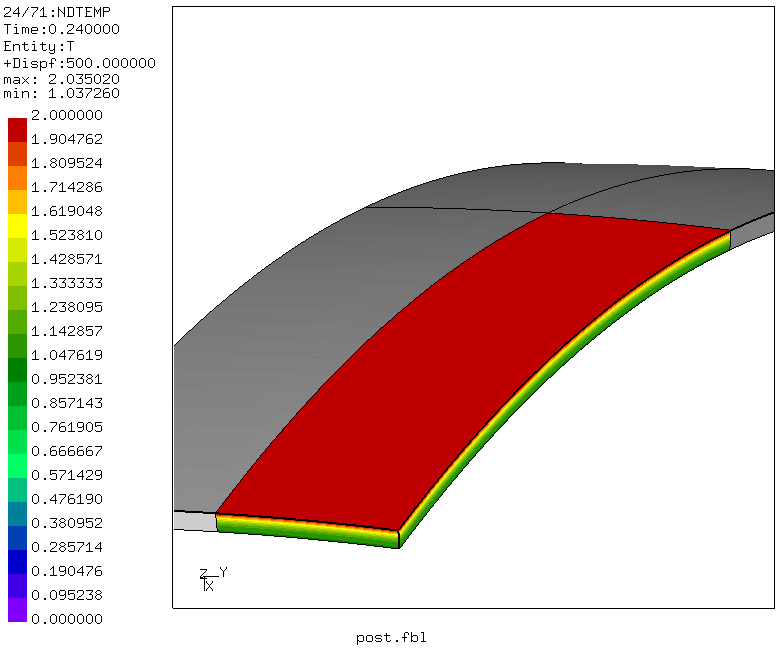 24/71:NDTEMP
Time:0.240000
Entity:T
+Dispf:500.000000
max: 2.035020
min: 1.037260
2.000000
1.904762
1.809524
1.714286
1.619048
1.523810
1.428571
1.333333
1.238095
1.142857
1.047619
0.952381
0.857143
0.761905
0.666667
0.571429
0.476190
0.380952
0.285714
0.190476
0.095238
0.000000
Z Y
X
post.fbl